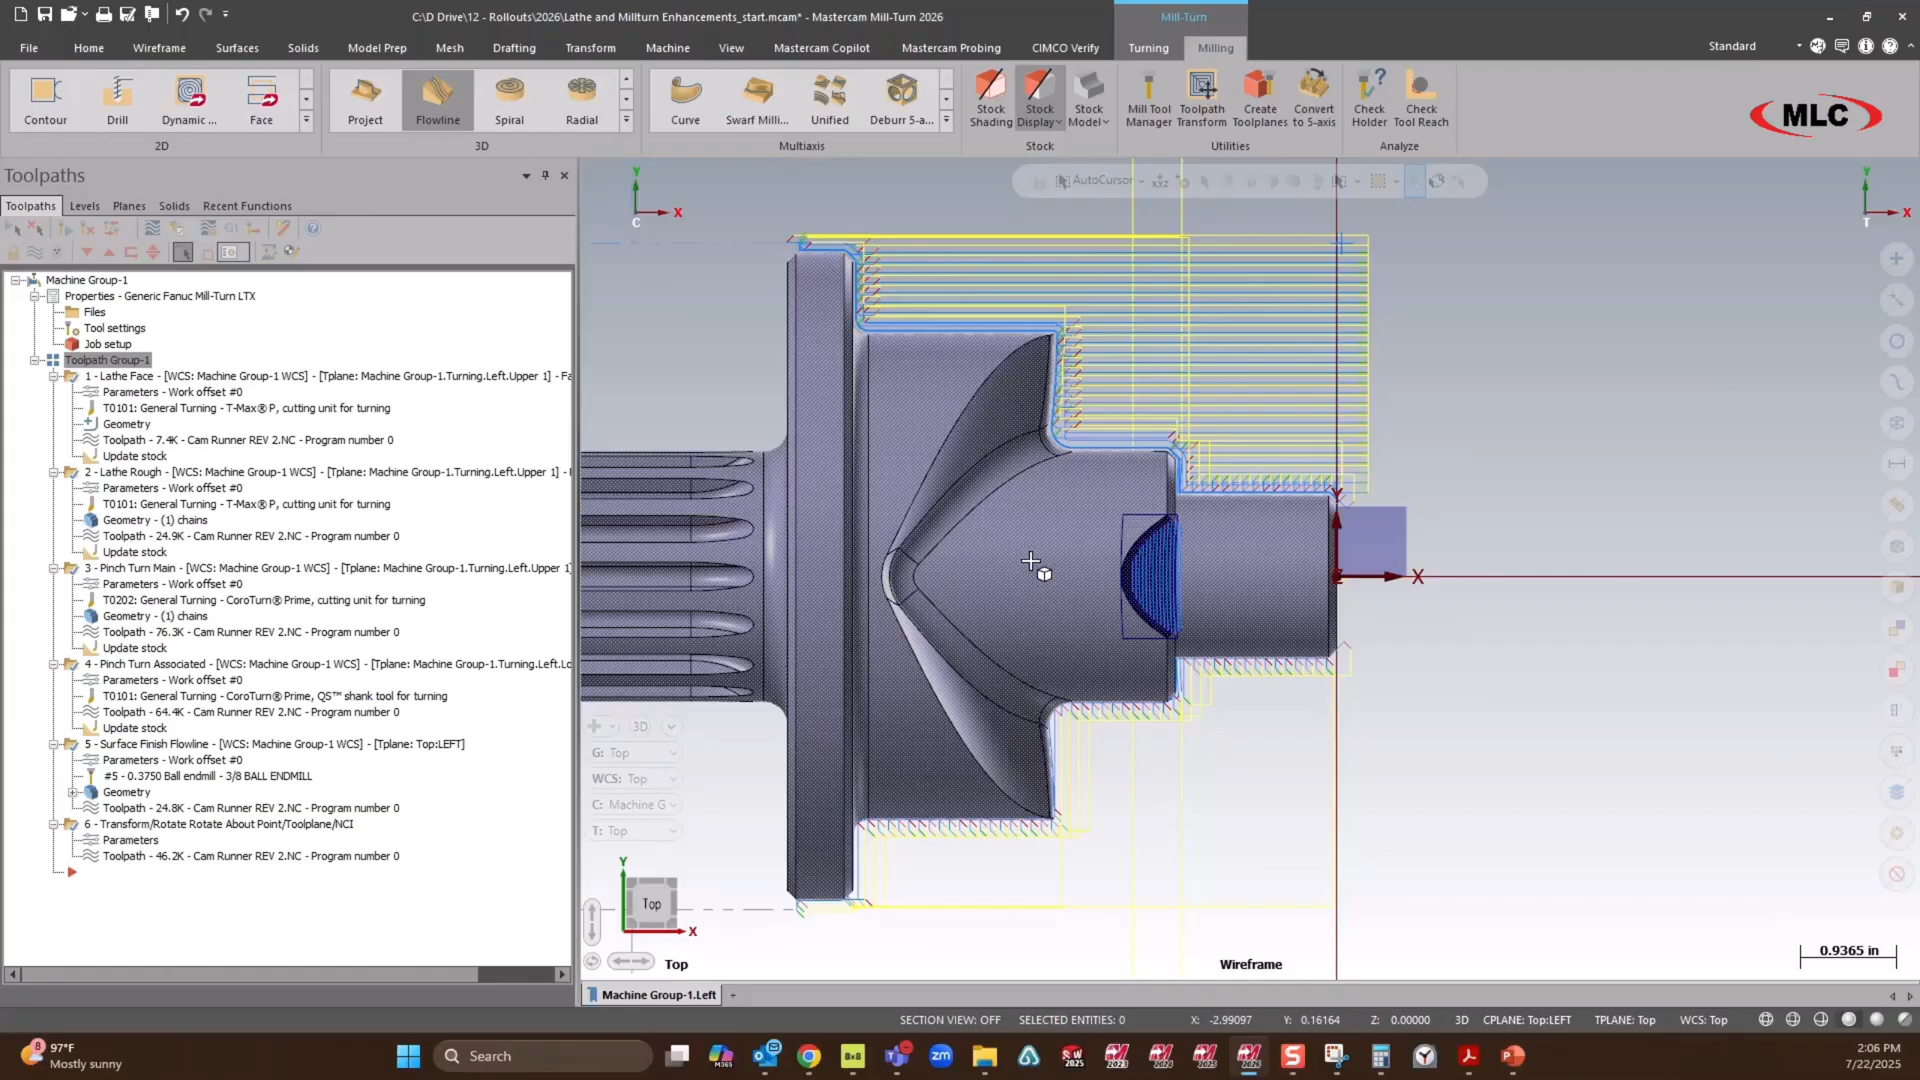 C:\D Drive\12 - Rollouts\2026\Lathe and Millturn Enhancements_start.mcam* - Mastercam Mill-Turn 2026
Mill-Turn
File Home Wireframe Surfaces Solids Model Prep Mesh Drafting Transform Machine View Mastercam Copilot Mastercam Probing CIMCO Verify Turning Milling Standard
Contour Drill Dynamic ... Face
Project Flowline Spiral Radial
Curve Swarf Milli... Unified Deburr 5-a...
Stock Shading
Stock Display
Stock Model
Mill Tool Manager
Toolpath Transform
Create Toolplanes
Convert to 5-axis
Check Holder
Check Tool Reach
MLC
2D 3D Multiaxis Stock Utilities Analyze
Toolpaths
Toolpaths Levels Planes Solids Recent Functions
Machine Group-1
Properties - Generic Fanuc Mill-Turn LTX
Files
Tool settings
Job setup
Toolpath Group-1
1 - Lathe Face - [WCS: Machine Group-1 WCS] - [Tplane: Machine Group-1.Turning.Left.Upper 1] - Fa
Parameters - Work offset #0
T0101: General Turning - T-Max® P, cutting unit for turning
Geometry
Toolpath - 7.4K - Cam Runner REV 2.NC - Program number 0
Update stock
2 - Lathe Rough - [WCS: Machine Group-1 WCS] - [Tplane: Machine Group-1.Turning.Left.Upper 1] -
Parameters - Work offset #0
T0101: General Turning - T-Max® P, cutting unit for turning
Geometry - (1) chains
Toolpath - 24.9K - Cam Runner REV 2.NC - Program number 0
Update stock
3 - Pinch Turn Main - [WCS: Machine Group-1 WCS] - [Tplane: Machine Group-1.Turning.Left.Upper 1]
Parameters - Work offset #0
T0202: General Turning - CoroTurn® Prime, cutting unit for turning
Geometry - (1) chains
Toolpath - 76.3K - Cam Runner REV 2.NC - Program number 0
Update stock
4 - Pinch Turn Associated - [WCS: Machine Group-1 WCS] - [Tplane: Machine Group-1.Turning.Left.Lo
Parameters - Work offset #0
T0101: General Turning - CoroTurn® Prime, QS™ shank tool for turning
Toolpath - 64.4K - Cam Runner REV 2.NC - Program number 0
Update stock
5 - Surface Finish Flowline - [WCS: Machine Group-1 WCS] - [Tplane: Top:LEFT]
Parameters - Work offset #0
#5 - 0.3750 Ball endmill - 3/8 BALL ENDMILL
Geometry
Toolpath - 24.8K - Cam Runner REV 2.NC - Program number 0
6 - Transform/Rotate Rotate About Point/Toolplane/NCI
Parameters
Toolpath - 46.2K - Cam Runner REV 2.NC - Program number 0
AutoCursor
Y
X
C
Y
X
T
Y
X
3D
G: Top
WCS: Top
C: Machine G
T: Top
Y
Top
X
Top
Wireframe
0.9365 in
Machine Group-1.Left
SECTION VIEW: OFF SELECTED ENTITIES: 0 X: -2.99097 Y: 0.16164 Z: 0.00000 3D CPLANE: Top:LEFT TPLANE: Top WCS: Top
8
97°F
Mostly sunny
Search
M365
8x8
zm
SW 2025
2023
2024
2025
2026
2:06 PM
7/22/2025